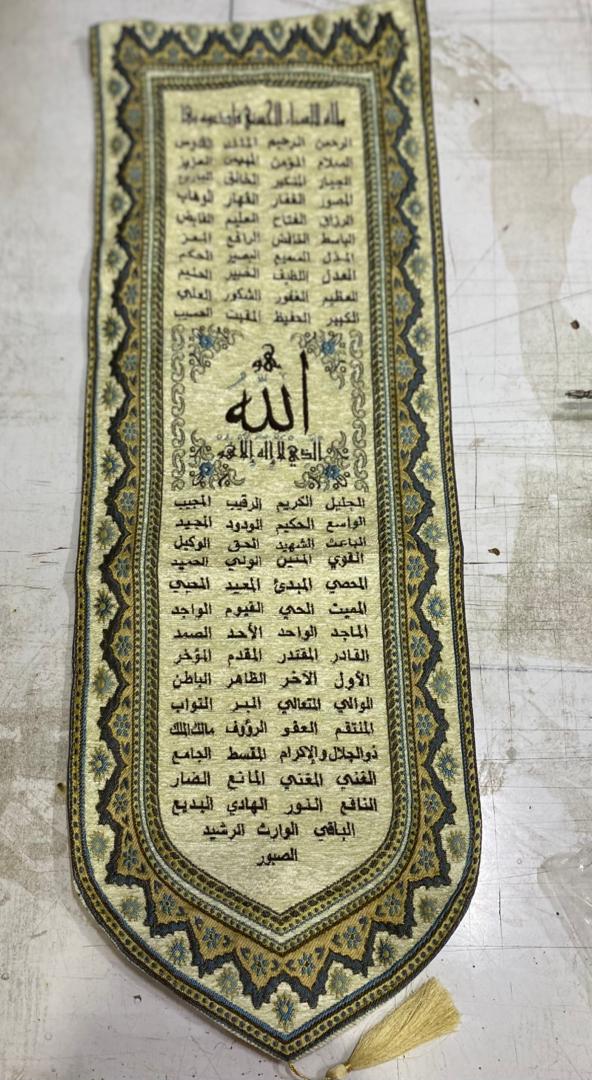 ولله الاسماء الحسنى فادعوه بها
الرحمن الرحيم الملك القدوس
السلام المؤمن المهيمن العزيز
الجبار المتكبر الخالق البارئ
المصور الغفار القهار الوهاب
الرزاق الفتاح العليم القابض
الباسط الخافض الرافع المعز
المذل السميع البصير الحكم
العدل اللطيف الخبير الحليم
العظيم الغفور الشكور العلي
الكبير الحفيظ المقيت الحسيب
هو
الله
الذي لا إله إلا هو
الجليل الكريم الرقيب المجيب
الواسع الحكيم الودود المجيد
الباعث الشهيد الحق الوكيل
القوي المتين الولي الحميد
المحصي المبدئ المعيد المحيي
المميت الحي القيوم الواجد
الماجد الواحد الأحد الصمد
القادر المقتدر المقدم المؤخر
الأول الآخر الظاهر الباطن
الوالي المتعالي البر التواب
المنتقم العفو الرؤوف مالك الملك
ذو الجلال والإكرام المقسط الجامع
الغني المغني المانع الضار
النافع النور الهادي البديع
الباقي الوارث الرشيد
الصبور